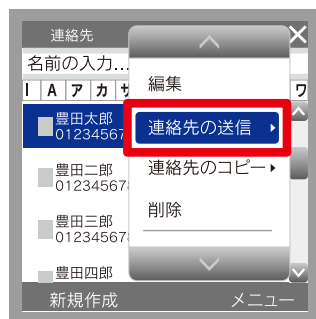 連絡先
名前の入力...
I A ア カ サ ワ
豊田太郎
01234567
豊田二郎
01234567
豊田三郎
01234567
豊田四郎
編集
連絡先の送信
連絡先のコピー
削除
新規作成 メニュー